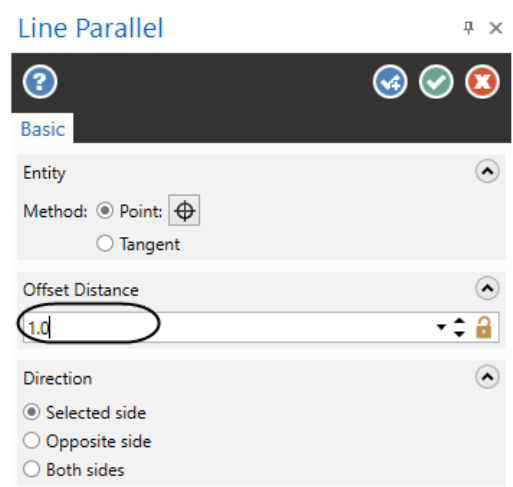 Line Parallel
Basic
Entity
Method: Point:
Tangent
Offset Distance
1.0
Direction
Selected side
Opposite side
Both sides